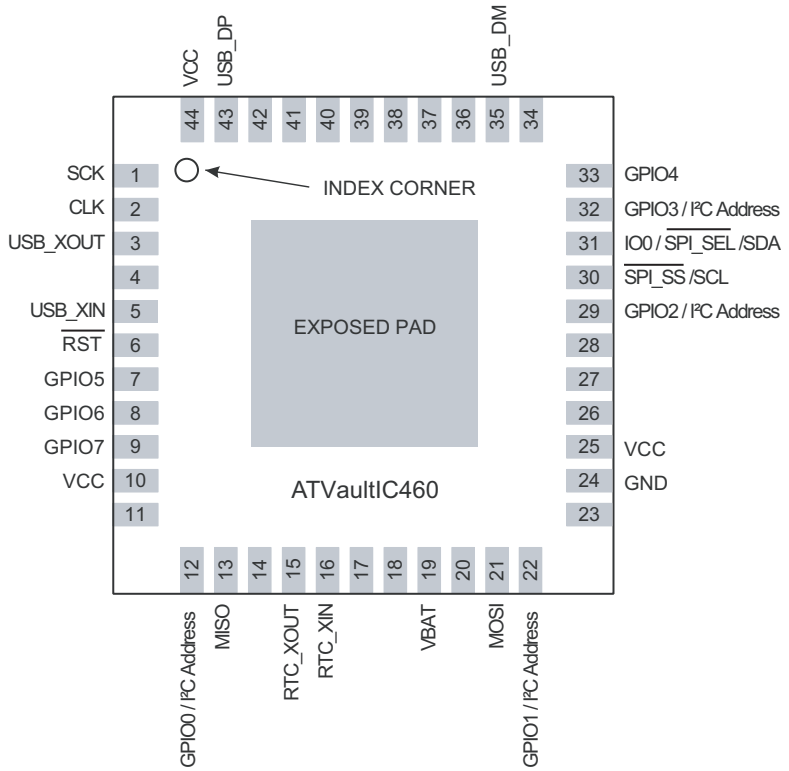 VCC
USB_DP
USB_DM
44
43
42
41
40
39
38
37
36
35
34
SCK 1
CLK 2
USB_XOUT 3
4
USB_XIN 5
RST 6
GPIO5 7
GPIO6 8
GPIO7 9
VCC 10
11
INDEX CORNER
EXPOSED PAD
ATVaultIC460
33 GPIO4
32 GPIO3 / I²C Address
31 IO0 / SPI_SEL /SDA
30 SPI_SS /SCL
29 GPIO2 / I²C Address
28
27
26
25 VCC
24 GND
23
12
13
14
15
16
17
18
19
20
21
22
GPIO0 / I²C Address
MISO
RTC_XOUT
RTC_XIN
VBAT
MOSI
GPIO1 / I²C Address